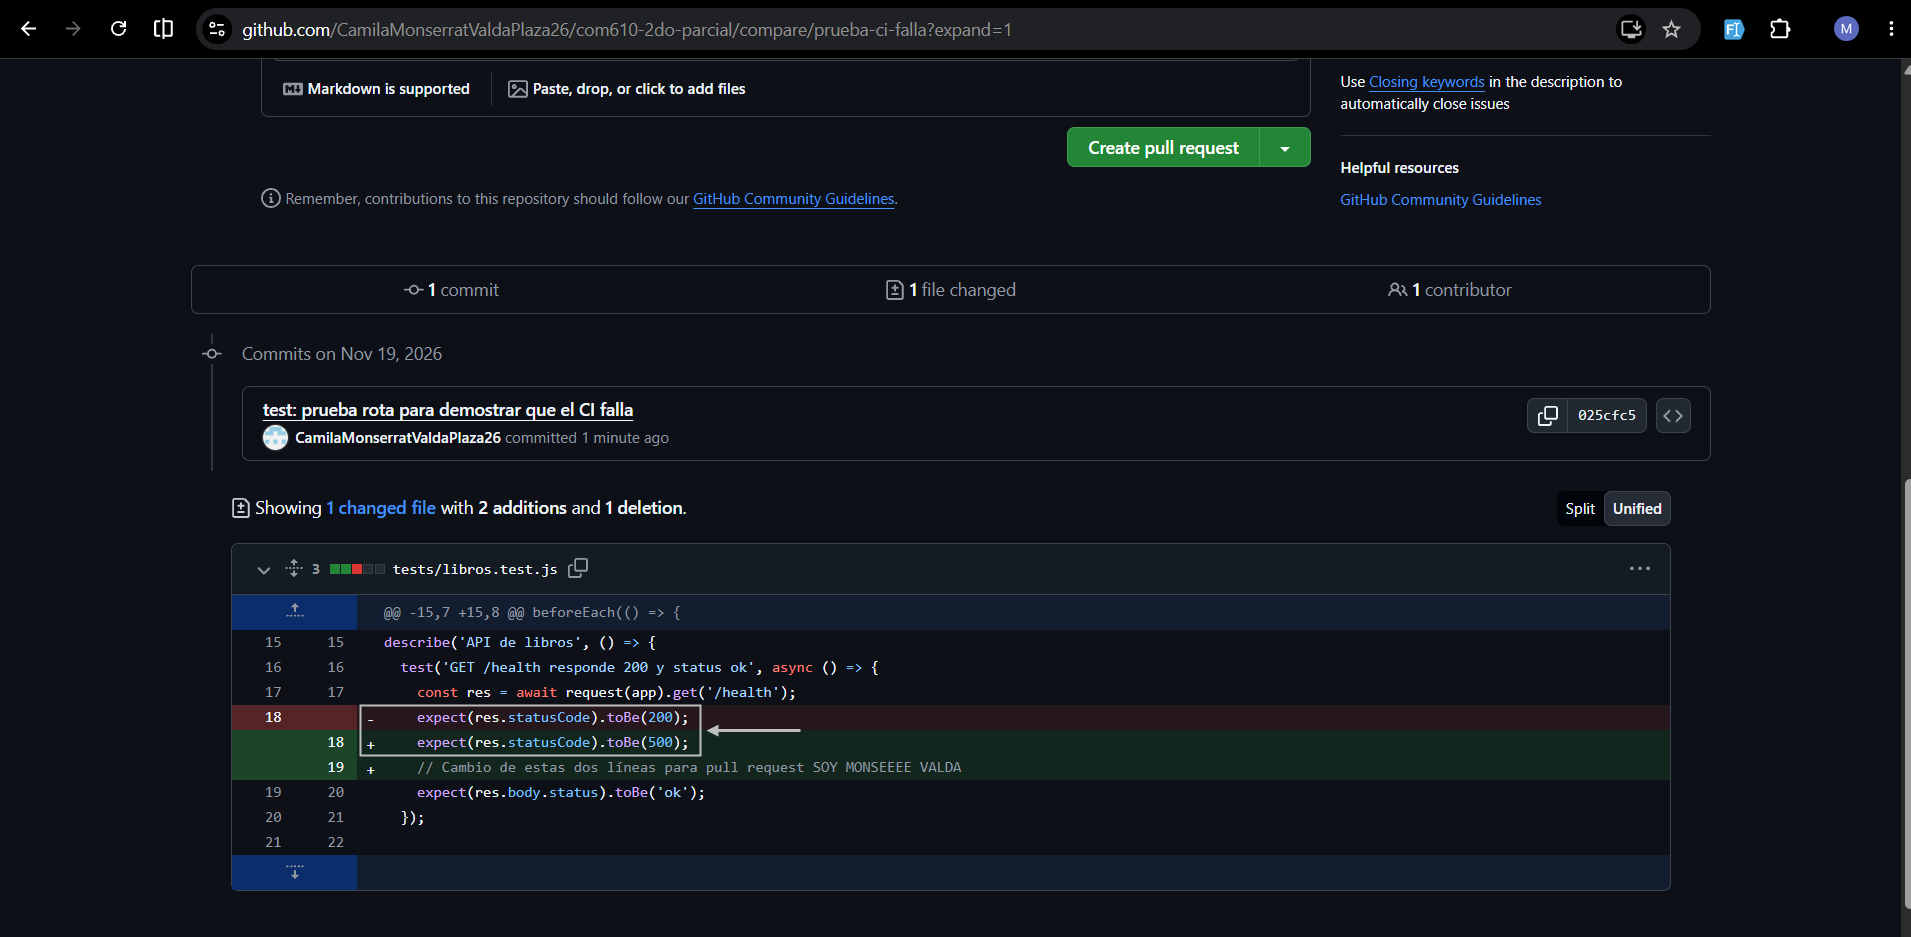 github.com/CamilaMonserratValdaPlaza26/com610-2do-parcial/compare/prueba-ci-falla?expand=1
M
Markdown is supported
Paste, drop, or click to add files
Use Closing keywords in the description to
automatically close issues
Create pull request
Helpful resources
GitHub Community Guidelines
Remember, contributions to this repository should follow our GitHub Community Guidelines.
1 commit
1 file changed
1 contributor
Commits on Nov 19, 2026
test: prueba rota para demostrar que el CI falla
CamilaMonserratValdaPlaza26 committed 1 minute ago
025cfc5
Showing 1 changed file with 2 additions and 1 deletion.
Split
Unified
3 tests/libros.test.js
@@ -15,7 +15,8 @@ beforeEach(() => {
15 15 describe('API de libros', () => {
16 16 test('GET /health responde 200 y status ok', async () => {
17 17 const res = await request(app).get('/health');
18 - expect(res.statusCode).toBe(200);
18 + expect(res.statusCode).toBe(500);
19 + // Cambio de estas dos líneas para pull request SOY MONSEEEE VALDA
19 20 expect(res.body.status).toBe('ok');
20 21 });
21 22